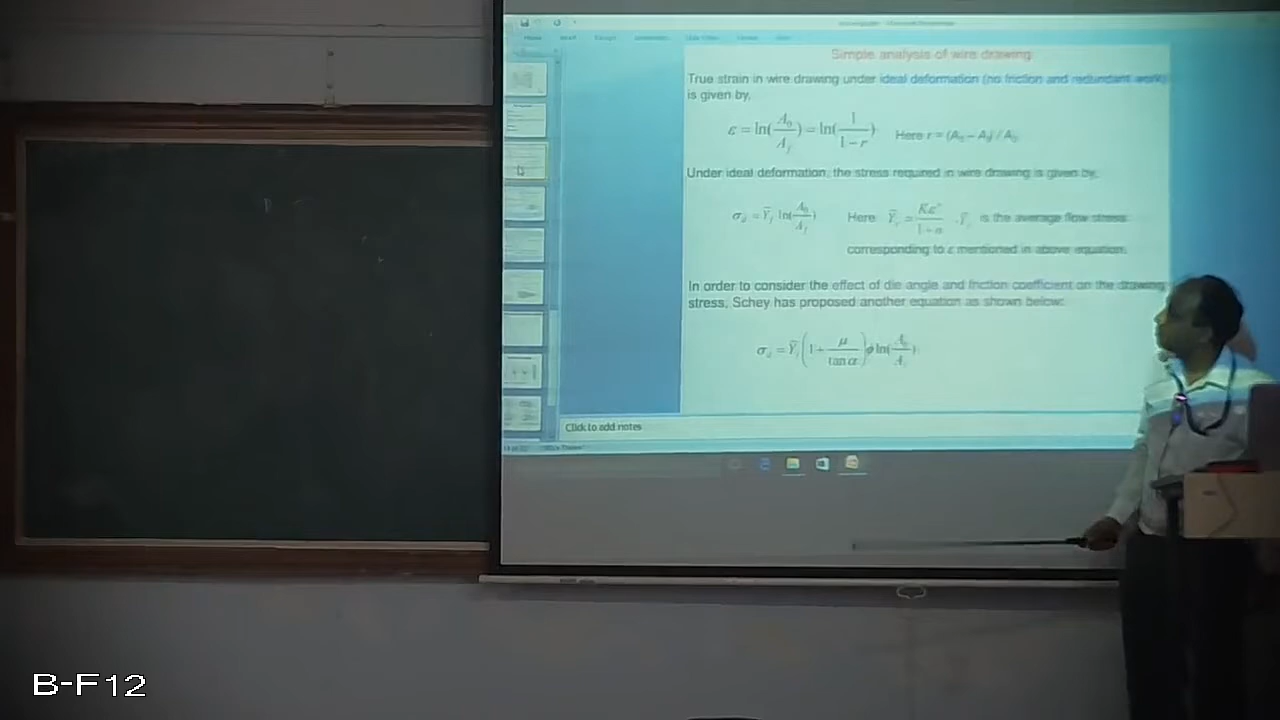 Simple analysis of wire drawing
True strain in wire drawing under ideal deformation (no friction and redundant work)
is given by,
ε = ln(A₀/A_f) = ln(1/(1−r)) Here r = (A₀ – A_f) / A₀
Under ideal deformation, the stress required in wire drawing is given by,
σ_d = Ȳ_f ln(A₀/A_f) Here Ȳ_f = Kεⁿ/(1+n) , Ȳ_f is the average flow stress
corresponding to ε mentioned in above equation.
In order to consider the effect of die angle and friction coefficient on the drawing
stress, Schey has proposed another equation as shown below:
σ_d = Ȳ_f (1 + μ/tan α) φ ln(A₀/A_f)
Click to add notes
B-F12